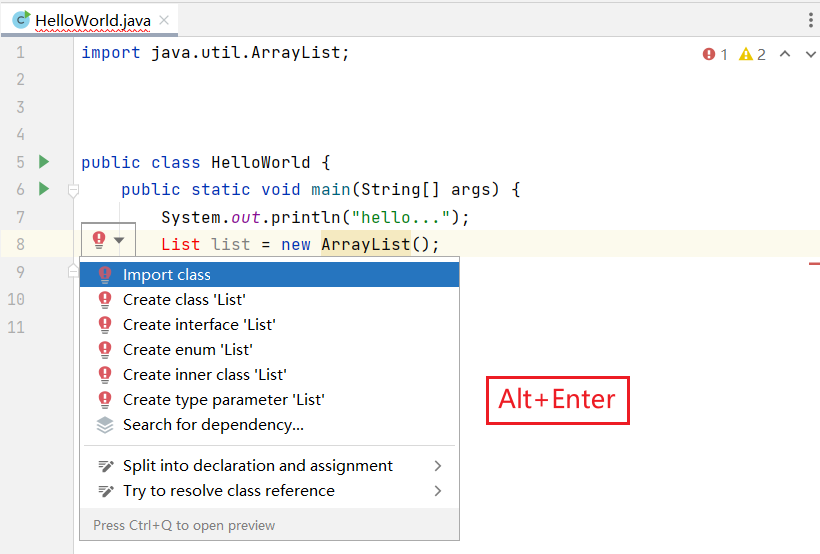 HelloWorld.java
1 import java.util.ArrayList; 1 2
2
3
4
5 public class HelloWorld {
6 public static void main(String[] args) {
7 System.out.println("hello...");
8 List list = new ArrayList();
9
10
11
Import class
Create class 'List'
Create interface 'List'
Create enum 'List'
Create inner class 'List'
Create type parameter 'List'
Search for dependency...
Split into declaration and assignment
Try to resolve class reference
Press Ctrl+Q to open preview
Alt+Enter